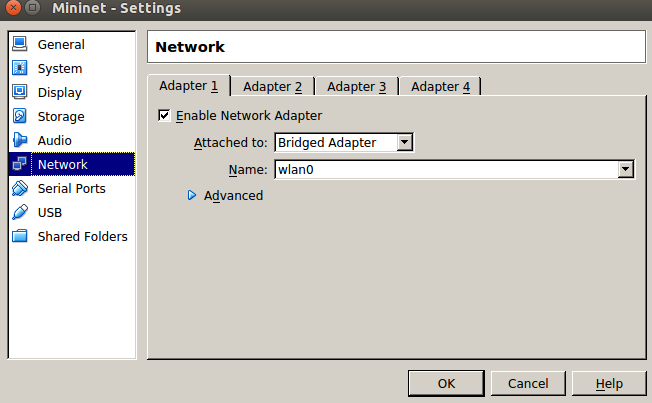 Mininet - Settings
General
System
Display
Storage
Audio
Network
Serial Ports
USB
Shared Folders
Network
Adapter 1 Adapter 2 Adapter 3 Adapter 4
Enable Network Adapter
Attached to: Bridged Adapter
Name: wlan0
Advanced
OK Cancel Help